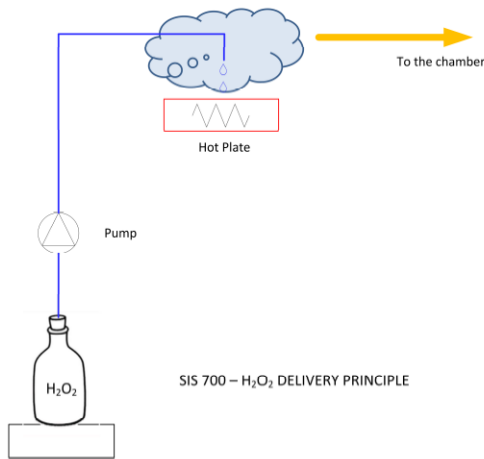 To the chamber
Hot Plate
Pump
H₂O₂
SIS 700 – H₂O₂ DELIVERY PRINCIPLE